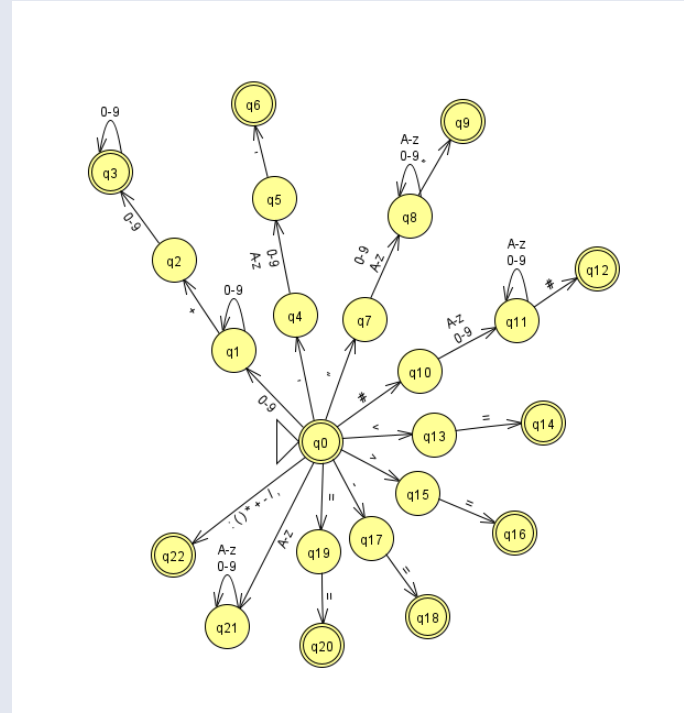 q6
q9
0-9
q3
'
A-z
0-9
"
q8
q5
0-9
0-9
A-z
0-9
A-z
A-z
0-9
q12
q2
#
+
0-9
q4
q7
q11
q1
A-z
0-9
'
"
q10
0-9
#
q0
<
q13
=
q14
>
q15
=
q16
: ( ) * + - / ,
=
q17
q22
A-z
q19
=
A-z
0-9
q18
q21
=
q20